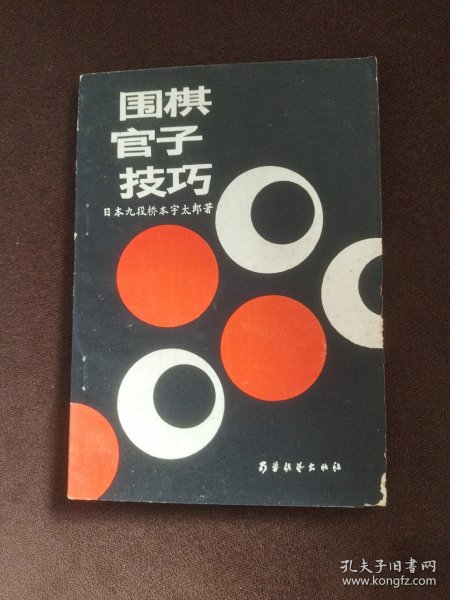 围棋
官子
技巧
日本九段桥本宇太郎著
蜀蓉棋艺出版社
孔夫子旧书网
www.kongfz.com